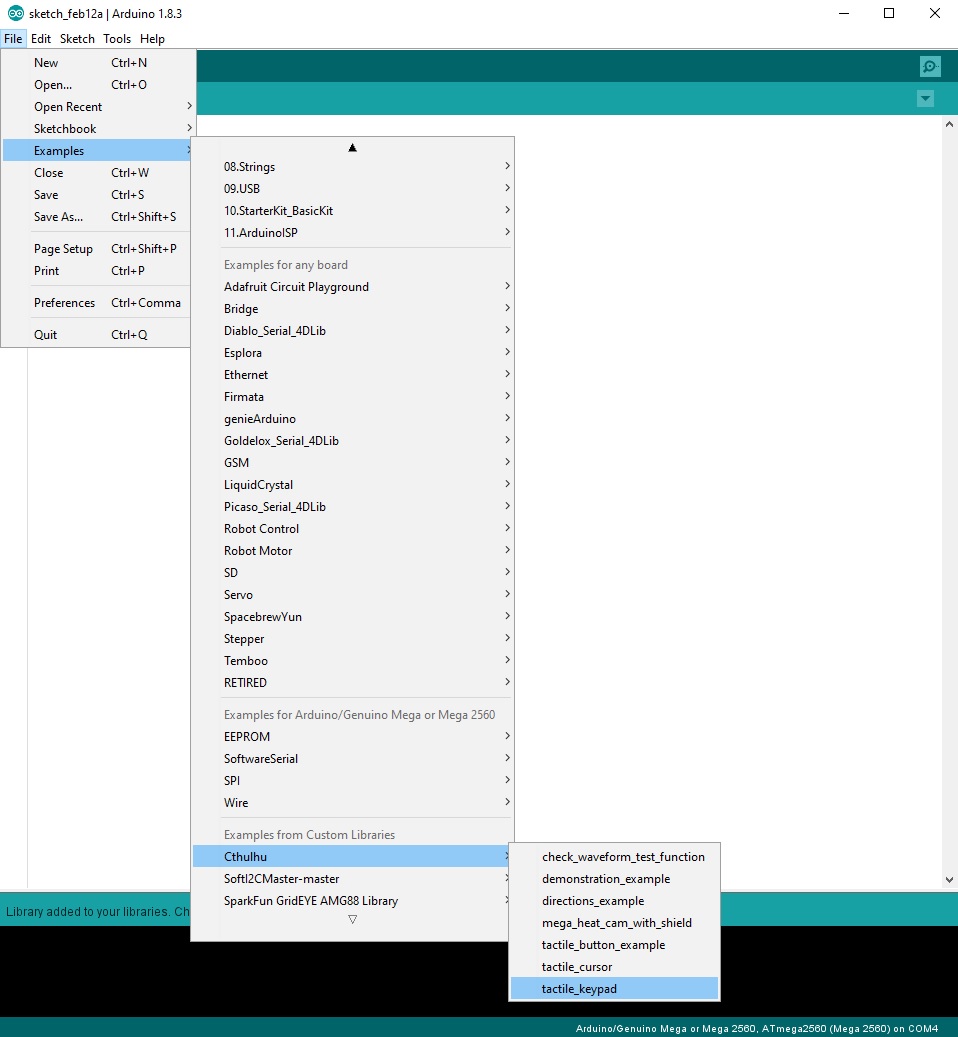 sketch_feb12a | Arduino 1.8.3
File Edit Sketch Tools Help
New Ctrl+N
Open... Ctrl+O
Open Recent
Sketchbook
Examples
Close Ctrl+W
Save Ctrl+S
Save As... Ctrl+Shift+S
Page Setup Ctrl+Shift+P
Print Ctrl+P
Preferences Ctrl+Comma
Quit Ctrl+Q
08.Strings
09.USB
10.StarterKit_BasicKit
11.ArduinoISP
Examples for any board
Adafruit Circuit Playground
Bridge
Diablo_Serial_4DLib
Esplora
Ethernet
Firmata
genieArduino
Goldelox_Serial_4DLib
GSM
LiquidCrystal
Picaso_Serial_4DLib
Robot Control
Robot Motor
SD
Servo
SpacebrewYun
Stepper
Temboo
RETIRED
Examples for Arduino/Genuino Mega or Mega 2560
EEPROM
SoftwareSerial
SPI
Wire
Examples from Custom Libraries
Cthulhu
SoftI2CMaster-master
SparkFun GridEYE AMG88 Library
check_waveform_test_function
demonstration_example
directions_example
mega_heat_cam_with_shield
tactile_button_example
tactile_cursor
tactile_keypad
Library added to your libraries. Ch
Arduino/Genuino Mega or Mega 2560, ATmega2560 (Mega 2560) on COM4